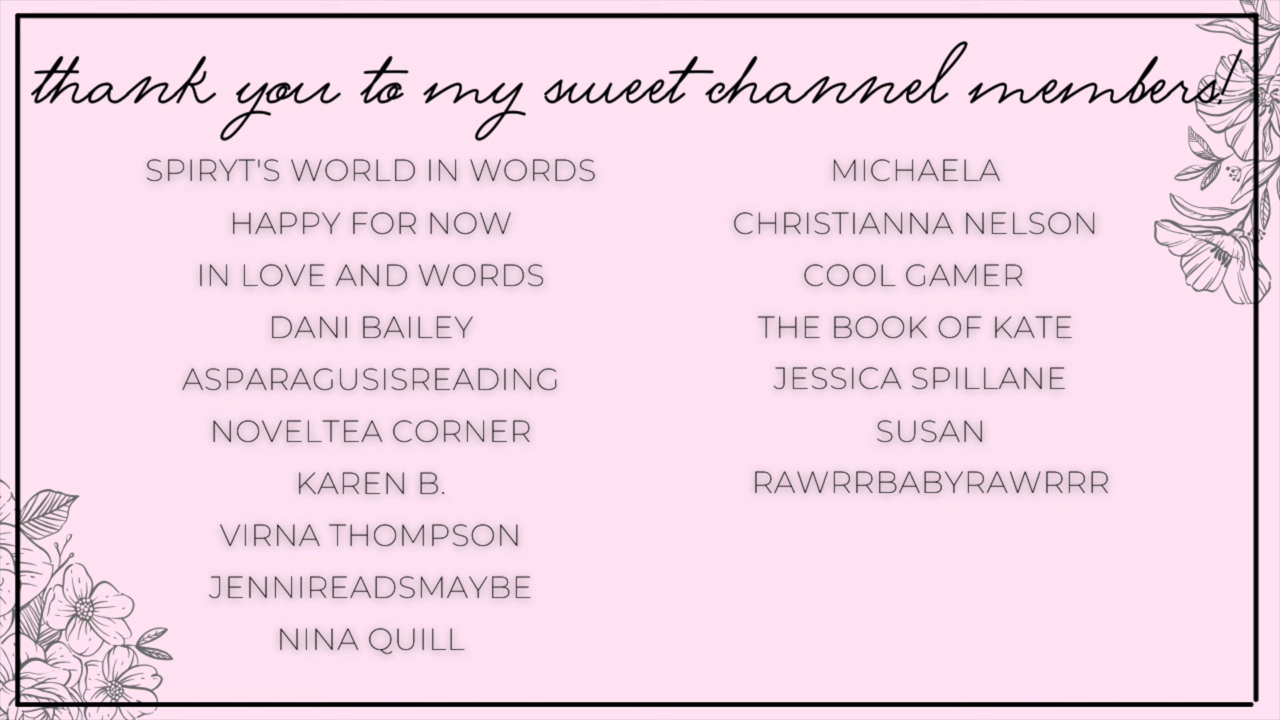 thank you to my sweet channel members!
SPIRYT'S WORLD IN WORDS
HAPPY FOR NOW
IN LOVE AND WORDS
DANI BAILEY
ASPARAGUSISREADING
NOVELTEA CORNER
KAREN B.
VIRNA THOMPSON
JENNIREADSMAYBE
NINA QUILL
MICHAELA
CHRISTIANNA NELSON
COOL GAMER
THE BOOK OF KATE
JESSICA SPILLANE
SUSAN
RAWRRBABYRAWRRR